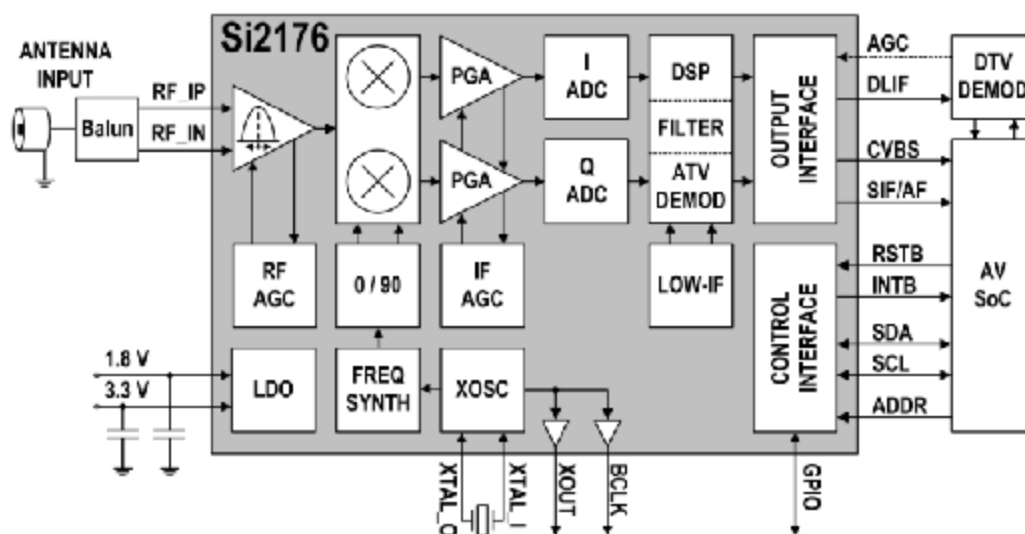 Si2176
ANTENNA
INPUT
Balun
RF_IP
RF_IN
PGA
PGA
I
ADC
Q
ADC
DSP
FILTER
ATV
DEMOD
OUTPUT
INTERFACE
AGC
DLIF
CVBS
SIF/AF
DTV
DEMOD
RF
AGC
0 / 90
IF
AGC
LOW-IF
CONTROL
INTERFACE
RSTB
INTB
SDA
SCL
ADDR
AV
SoC
1.8 V
3.3 V
LDO
FREQ
SYNTH
XOSC
XTAL_O
XTAL_I
XOUT
BCLK
GPIO